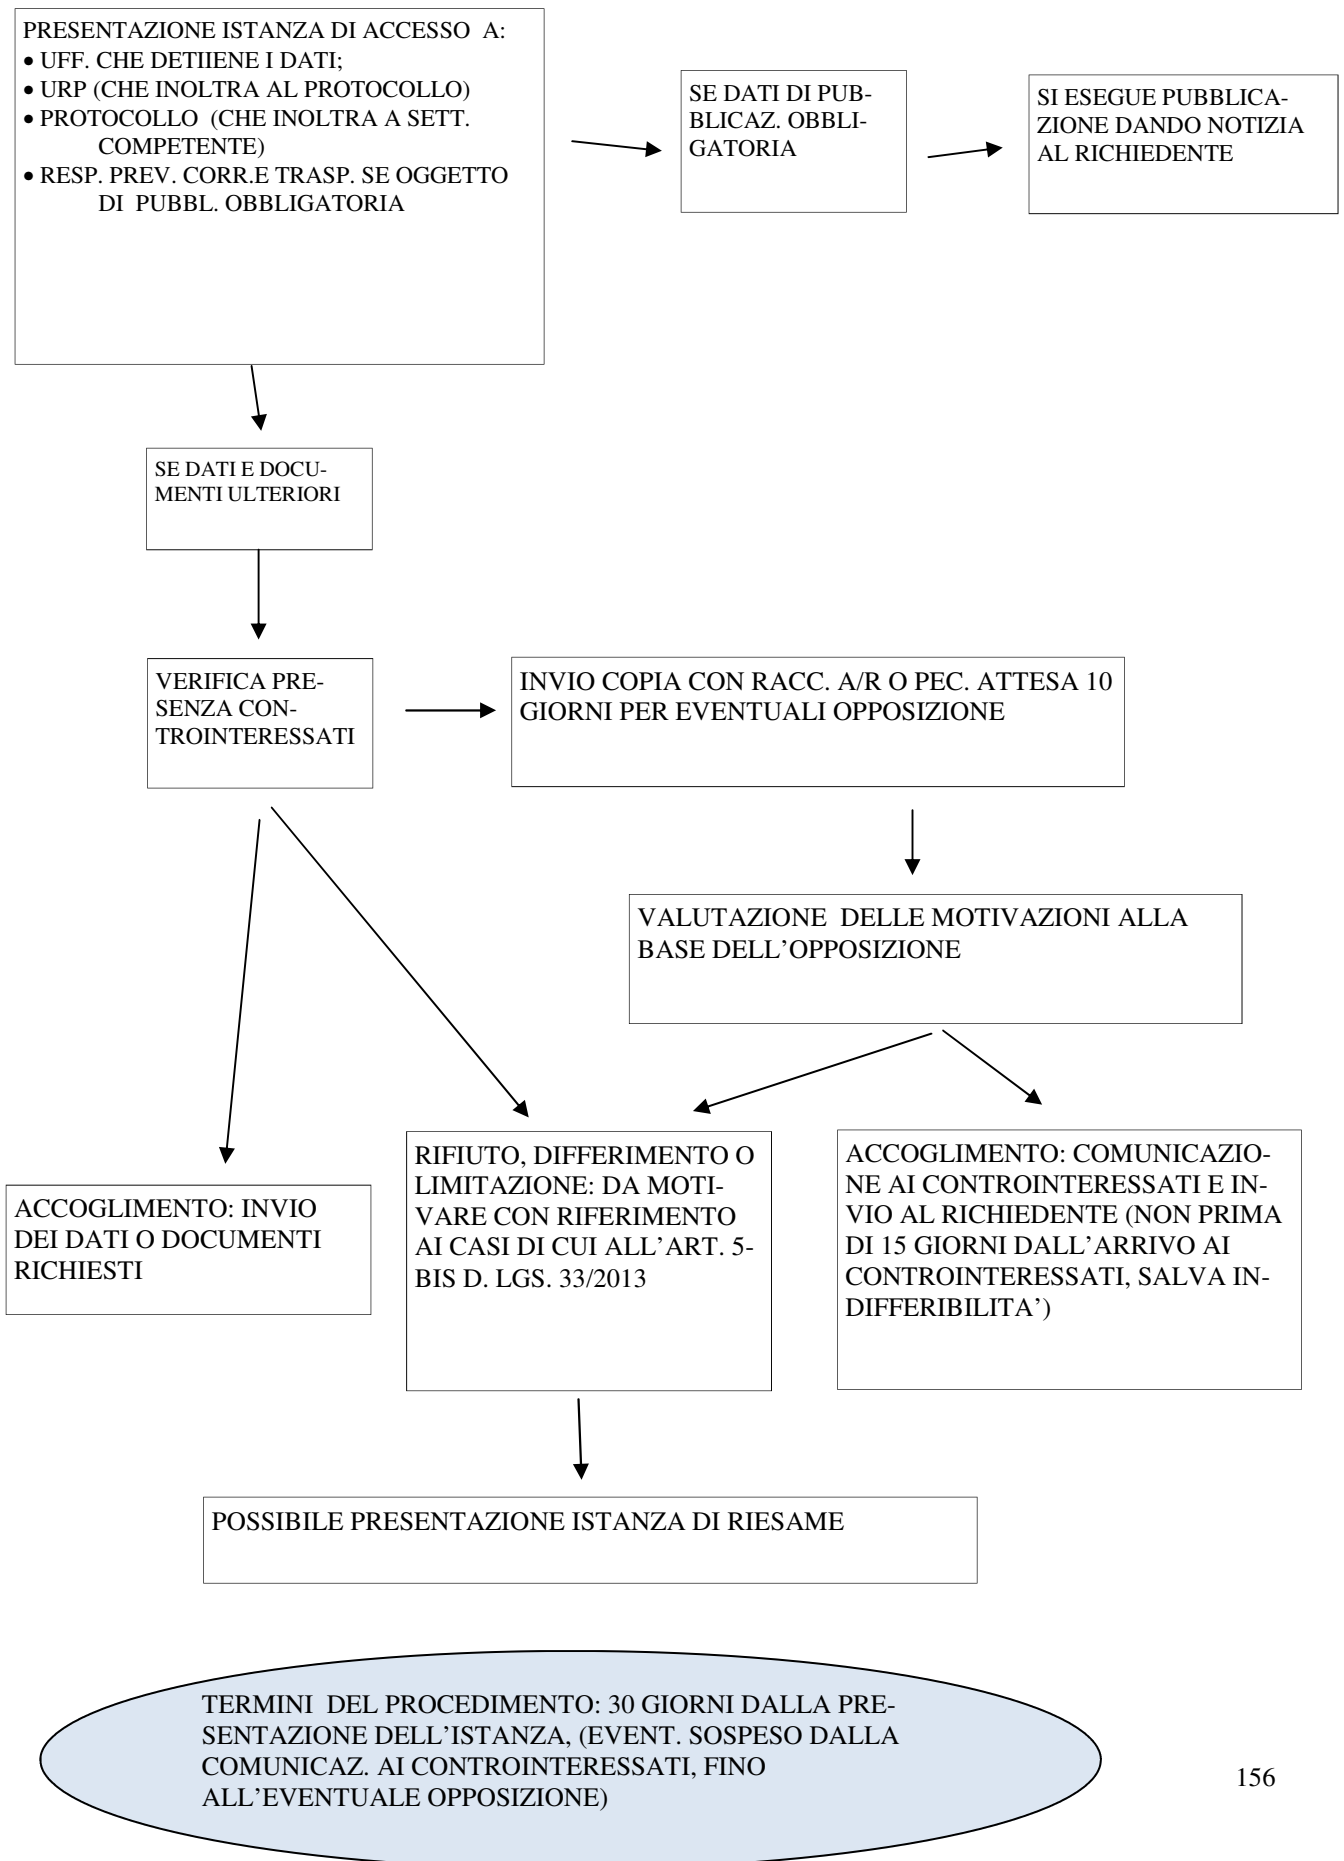 PRESENTAZIONE ISTANZA DI ACCESSO A:
• UFF. CHE DETIIENE I DATI;
• URP (CHE INOLTRA AL PROTOCOLLO)
• PROTOCOLLO (CHE INOLTRA A SETT.
COMPETENTE)
• RESP. PREV. CORR.E TRASP. SE OGGETTO
DI PUBBL. OBBLIGATORIA
SE DATI DI PUB-
BLICAZ. OBBLI-
GATORIA
SI ESEGUE PUBBLICA-
ZIONE DANDO NOTIZIA
AL RICHIEDENTE
SE DATI E DOCU-
MENTI ULTERIORI
VERIFICA PRE-
SENZA CON-
TROINTERESSATI
INVIO COPIA CON RACC. A/R O PEC. ATTESA 10
GIORNI PER EVENTUALI OPPOSIZIONE
VALUTAZIONE DELLE MOTIVAZIONI ALLA
BASE DELL’OPPOSIZIONE
ACCOGLIMENTO: INVIO
DEI DATI O DOCUMENTI
RICHIESTI
RIFIUTO, DIFFERIMENTO O
LIMITAZIONE: DA MOTI-
VARE CON RIFERIMENTO
AI CASI DI CUI ALL’ART. 5-
BIS D. LGS. 33/2013
ACCOGLIMENTO: COMUNICAZIO-
NE AI CONTROINTERESSATI E IN-
VIO AL RICHIEDENTE (NON PRIMA
DI 15 GIORNI DALL’ARRIVO AI
CONTROINTERESSATI, SALVA IN-
DIFFERIBILITA’)
POSSIBILE PRESENTAZIONE ISTANZA DI RIESAME
TERMINI DEL PROCEDIMENTO: 30 GIORNI DALLA PRE-
SENTAZIONE DELL’ISTANZA, (EVENT. SOSPESO DALLA
COMUNICAZ. AI CONTROINTERESSATI, FINO
ALL’EVENTUALE OPPOSIZIONE)
156